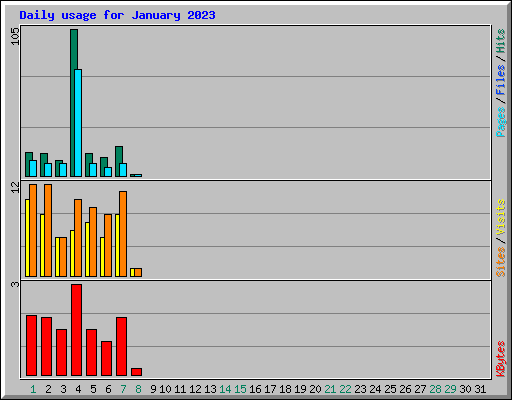 Daily usage for January 2023
105
Pages / Files / Hits
12
Sites / Visits
3
KBytes
1 2 3 4 5 6 7 8 9 10 11 12 13 14 15 16 17 18 19 20 21 22 23 24 25 26 27 28 29 30 31